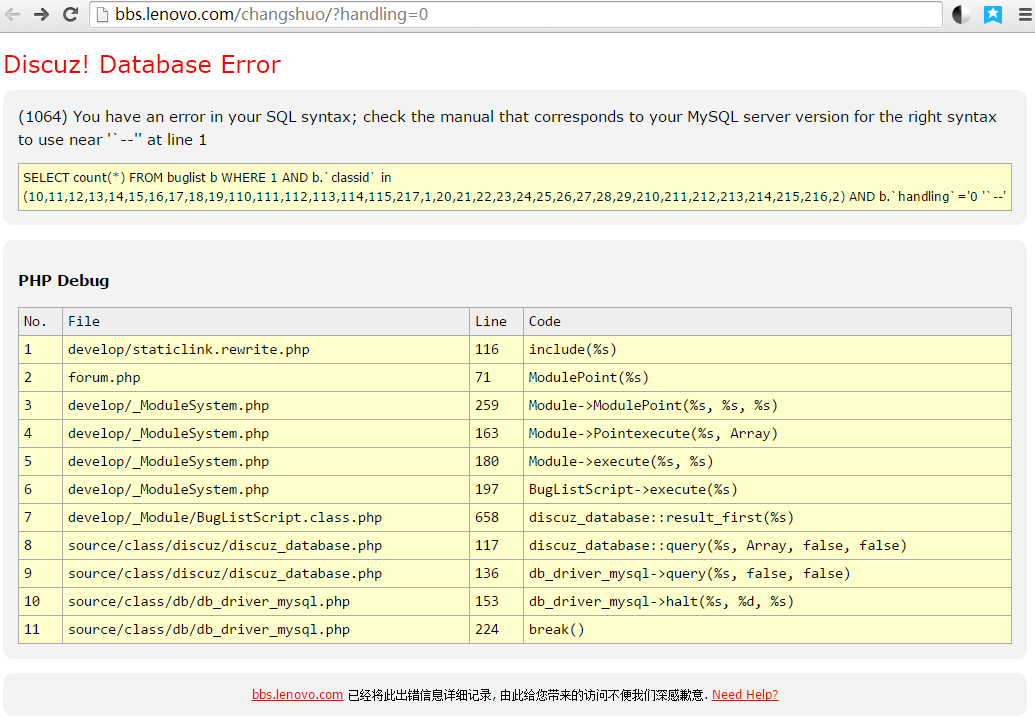 bbs.lenovo.com/changshuo/?handling=0
Discuz! Database Error
(1064) You have an error in your SQL syntax; check the manual that corresponds to your MySQL server version for the right syntax
to use near '`--'' at line 1
SELECT count(*) FROM buglist b WHERE 1 AND b.`classid` in
(10,11,12,13,14,15,16,17,18,19,110,111,112,113,114,115,217,1,20,21,22,23,24,25,26,27,28,29,210,211,212,213,214,215,216,2) AND b.`handling`='0 '`--'
PHP Debug
No. File Line Code
1 develop/staticlink.rewrite.php 116 include(%s)
2 forum.php 71 ModulePoint(%s)
3 develop/_ModuleSystem.php 259 Module->ModulePoint(%s, %s, %s)
4 develop/_ModuleSystem.php 163 Module->Pointexecute(%s, Array)
5 develop/_ModuleSystem.php 180 Module->execute(%s, %s)
6 develop/_ModuleSystem.php 197 BugListScript->execute(%s)
7 develop/_Module/BugListScript.class.php 658 discuz_database::result_first(%s)
8 source/class/discuz/discuz_database.php 117 discuz_database::query(%s, Array, false, false)
9 source/class/discuz/discuz_database.php 136 db_driver_mysql->query(%s, false, false)
10 source/class/db/db_driver_mysql.php 153 db_driver_mysql->halt(%s, %d, %s)
11 source/class/db/db_driver_mysql.php 224 break()
bbs.lenovo.com 已经将此出错信息详细记录, 由此给您带来的访问不便我们深感歉意. Need Help?